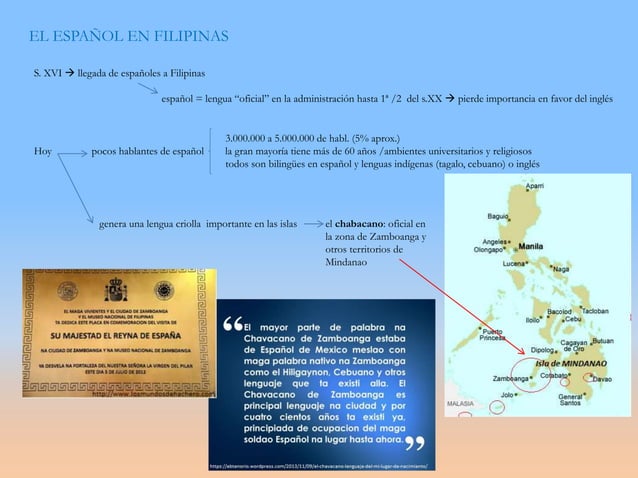 EL ESPAÑOL EN FILIPINAS
S. XVI → llegada de españoles a Filipinas
español = lengua “oficial” en la administración hasta 1ª /2 del s.XX → pierde importancia en favor del inglés
Hoy
pocos hablantes de español
3.000.000 a 5.000.000 de habl. (5% aprox.)
la gran mayoría tiene más de 60 años /ambientes universitarios y religiosos
todos son bilingües en español y lenguas indígenas (tagalo, cebuano) o inglés
genera una lengua criolla importante en las islas
el chabacano: oficial en
la zona de Zamboanga y
otros territorios de
Mindanao
EL MAGA VIVIENTES Y EL CIUDAD DE ZAMBOANGA
Y EL MUSEO NACIONAL DE FILIPINAS
TA DEDICA ESTE PLACA EN COMEMORACION DEL VISITA DE
SU MAJESTAD EL REYNA DE ESPAÑA
NA CIUDAD DE ZAMBOANGA Y NA MUSEO NACIONAL DE ZAMBOANGA
TA DESVELA NA FORTALEZA DEL NUESTRA SEÑORA LA VIRGEN DEL PILAR
ESTE DIA 5 DE JULIO DE 2012
http://www.losmundosdehachero.com
“El mayor parte de palabra na
Chavacano de Zamboanga estaba
de Español de Mexico mesla con
maga palabra nativo na Zamboanga
como el Hiligaynon, Cebuano y otros
lenguaje que ta existi alla. El
Chavacano de Zamboanga es
principal lenguaje na ciudad y por
cuatro cientos años ta existi ya,
principiada de ocupacion del maga
soldao Español na lugar hasta ahora.”
https://abtenorio.wordpress.com/2013/11/09/el-chavacano-lenguaje-del-mi-lugar-de-nacimiento/
Aparri
Baguio
Angeles
Olongapo
Manila
Lucena
Naga
Bacolod
Tacloban
Iloilo
Cebu
Puerto
Princesa
Butuan
Cagayan
de Oro
Dipolog
Isla de MINDANAO
Zamboanga
Cotabato
Davao
Jolo
General
Santos
MALASIA